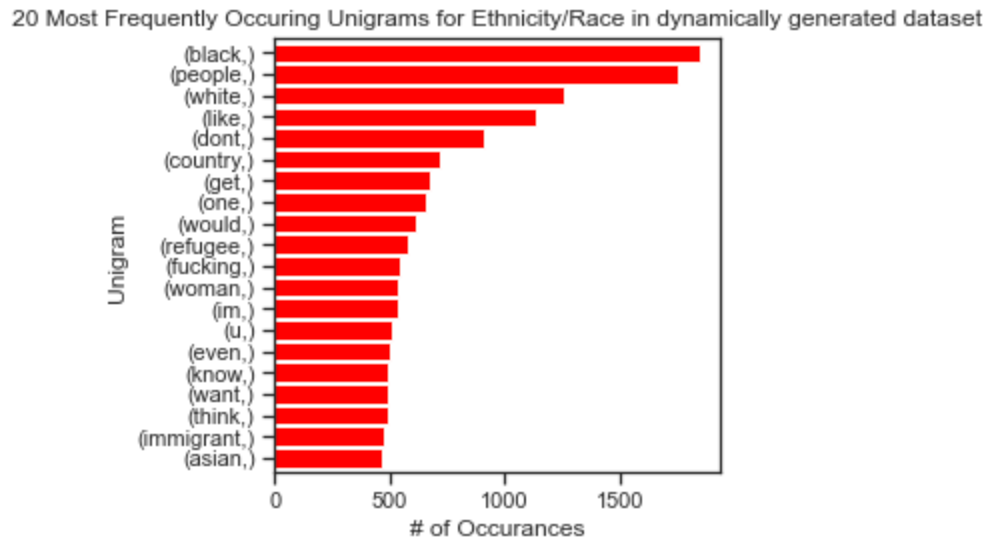 20 Most Frequently Occuring Unigrams for Ethnicity/Race in dynamically generated dataset
(black,)
(people,)
(white,)
(like,)
(dont,)
(country,)
(get,)
(one,)
(would,)
(refugee,)
(fucking,)
(woman,)
(im,)
(u,)
(even,)
(know,)
(want,)
(think,)
(immigrant,)
(asian,)
Unigram
0 500 1000 1500
# of Occurances